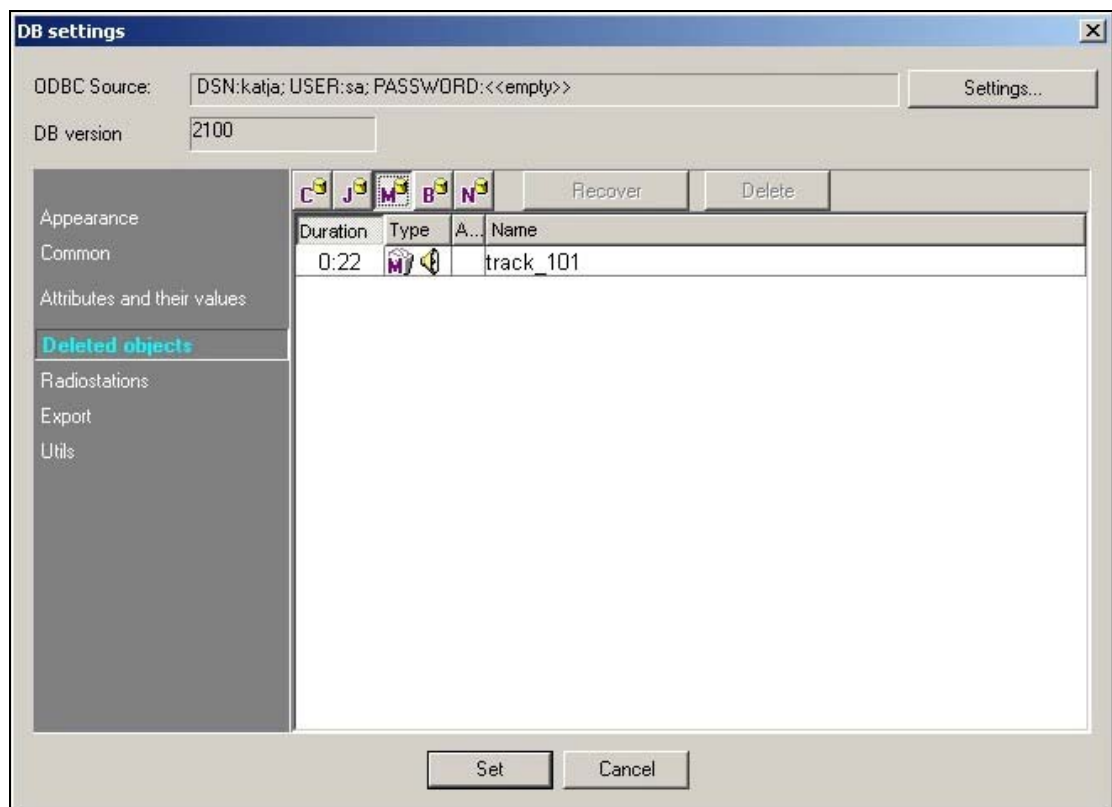 DB settings
ODBC Source: DSN:katja; USER:sa; PASSWORD:<<empty>> Settings...
DB version 2100
C J M B N Recover Delete
Appearance
Common
Attributes and their values
Deleted objects
Radiostations
Export
Utils
Duration Type A... Name
0:22 M track_101
Set Cancel